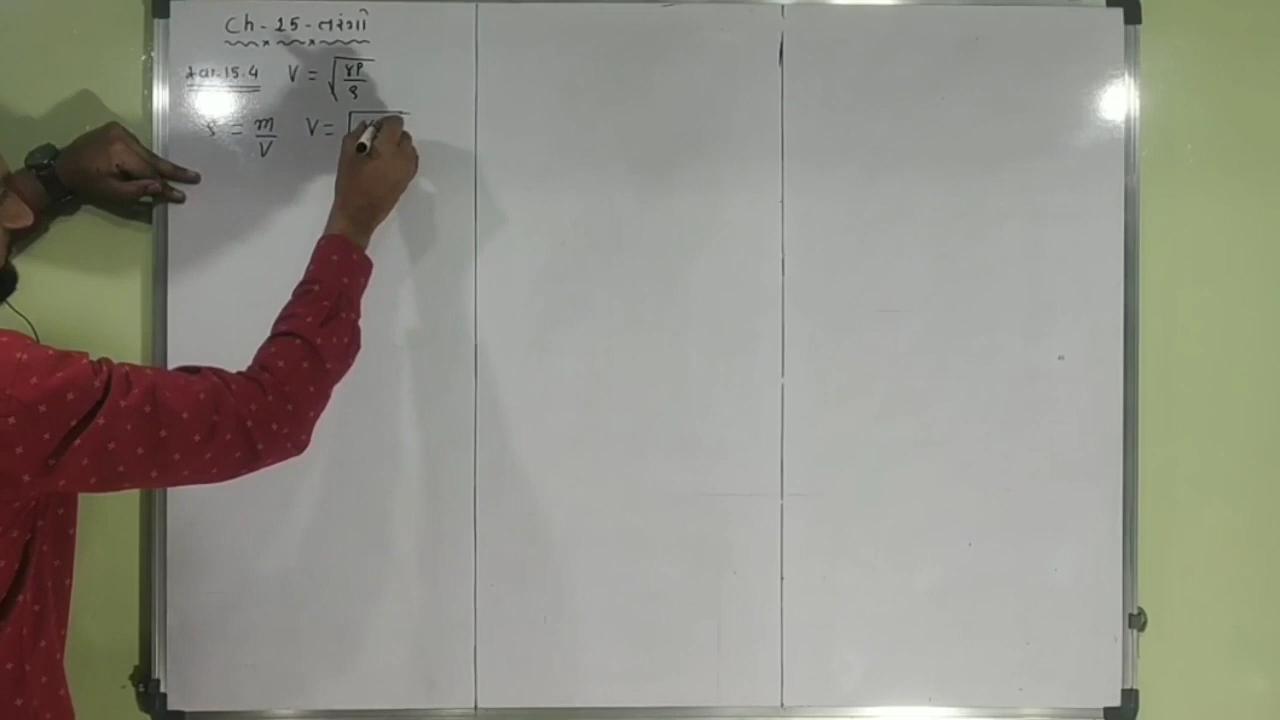 Ch - 15 - તરંગો
સ્વા. 15.4 V = √(γP/ρ)
ρ = m/V V = √